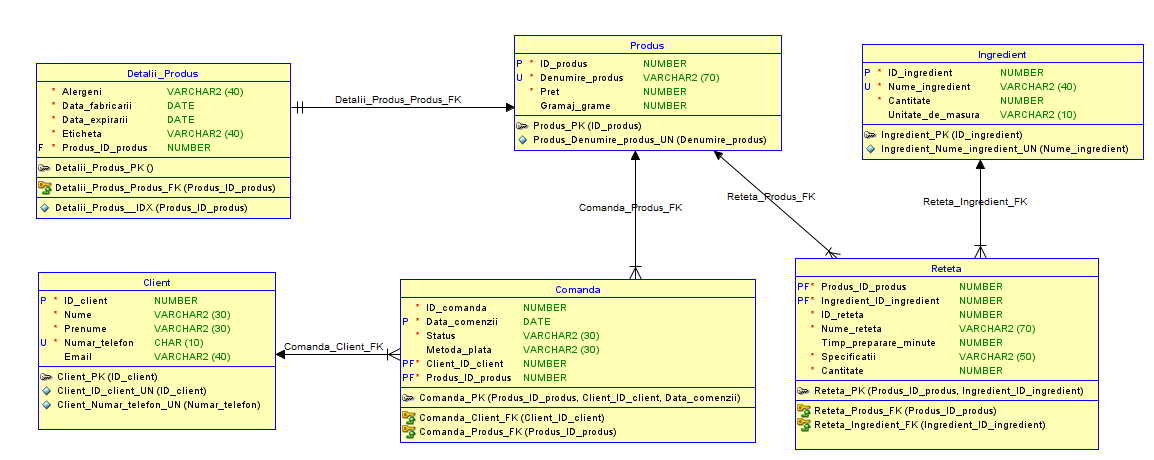 Detalii_Produs
* Alergeni VARCHAR2 (40)
* Data_fabricarii DATE
* Data_expirarii DATE
* Eticheta VARCHAR2 (40)
F * Produs_ID_produs NUMBER
Detalii_Produs_PK ()
Detalii_Produs_Produs_FK (Produs_ID_produs)
Detalii_Produs__IDX (Produs_ID_produs)
Detalii_Produs_Produs_FK
Produs
P * ID_produs NUMBER
U * Denumire_produs VARCHAR2 (70)
* Pret NUMBER
Gramaj_grame NUMBER
Produs_PK (ID_produs)
Produs_Denumire_produs_UN (Denumire_produs)
Ingredient
P * ID_ingredient NUMBER
U * Nume_ingredient VARCHAR2 (40)
* Cantitate NUMBER
Unitate_de_masura VARCHAR2 (10)
Ingredient_PK (ID_ingredient)
Ingredient_Nume_ingredient_UN (Nume_ingredient)
Comanda_Produs_FK
Reteta_Produs_FK
Reteta_Ingredient_FK
Client
P * ID_client NUMBER
* Nume VARCHAR2 (30)
* Prenume VARCHAR2 (30)
U * Numar_telefon CHAR (10)
Email VARCHAR2 (40)
Client_PK (ID_client)
Client_ID_client_UN (ID_client)
Client_Numar_telefon_UN (Numar_telefon)
Comanda_Client_FK
Comanda
* ID_comanda NUMBER
P * Data_comenzii DATE
* Status VARCHAR2 (30)
Metoda_plata VARCHAR2 (30)
PF* Client_ID_client NUMBER
PF* Produs_ID_produs NUMBER
Comanda_PK (Produs_ID_produs, Client_ID_client, Data_comenzii)
Comanda_Client_FK (Client_ID_client)
Comanda_Produs_FK (Produs_ID_produs)
Reteta
PF* Produs_ID_produs NUMBER
PF* Ingredient_ID_ingredient NUMBER
* ID_reteta NUMBER
* Nume_reteta VARCHAR2 (70)
Timp_preparare_minute NUMBER
* Specificatii VARCHAR2 (50)
* Cantitate NUMBER
Reteta_PK (Produs_ID_produs, Ingredient_ID_ingredient)
Reteta_Produs_FK (Produs_ID_produs)
Reteta_Ingredient_FK (Ingredient_ID_ingredient)